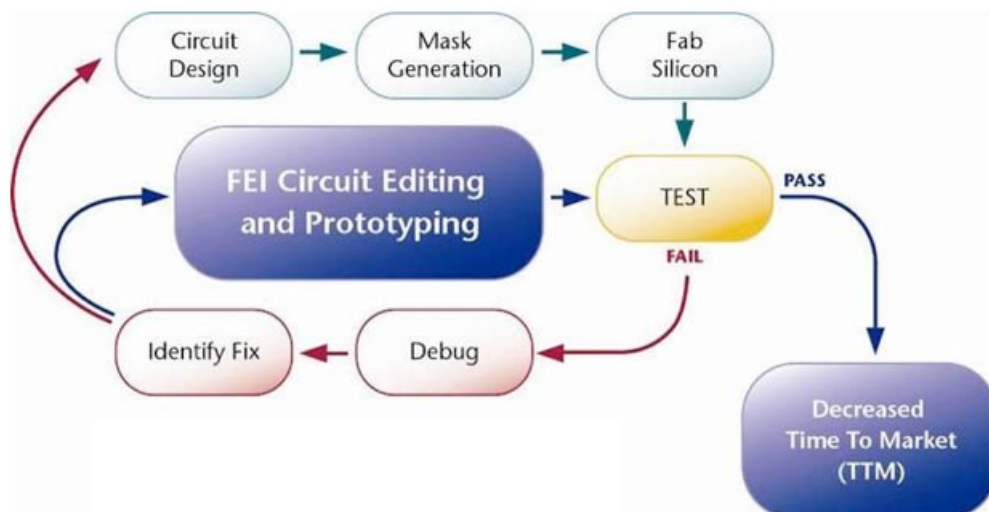 Circuit
Design
Mask
Generation
Fab
Silicon
FEI Circuit Editing
and Prototyping
TEST
PASS
FAIL
Identify Fix
Debug
Decreased
Time To Market
(TTM)